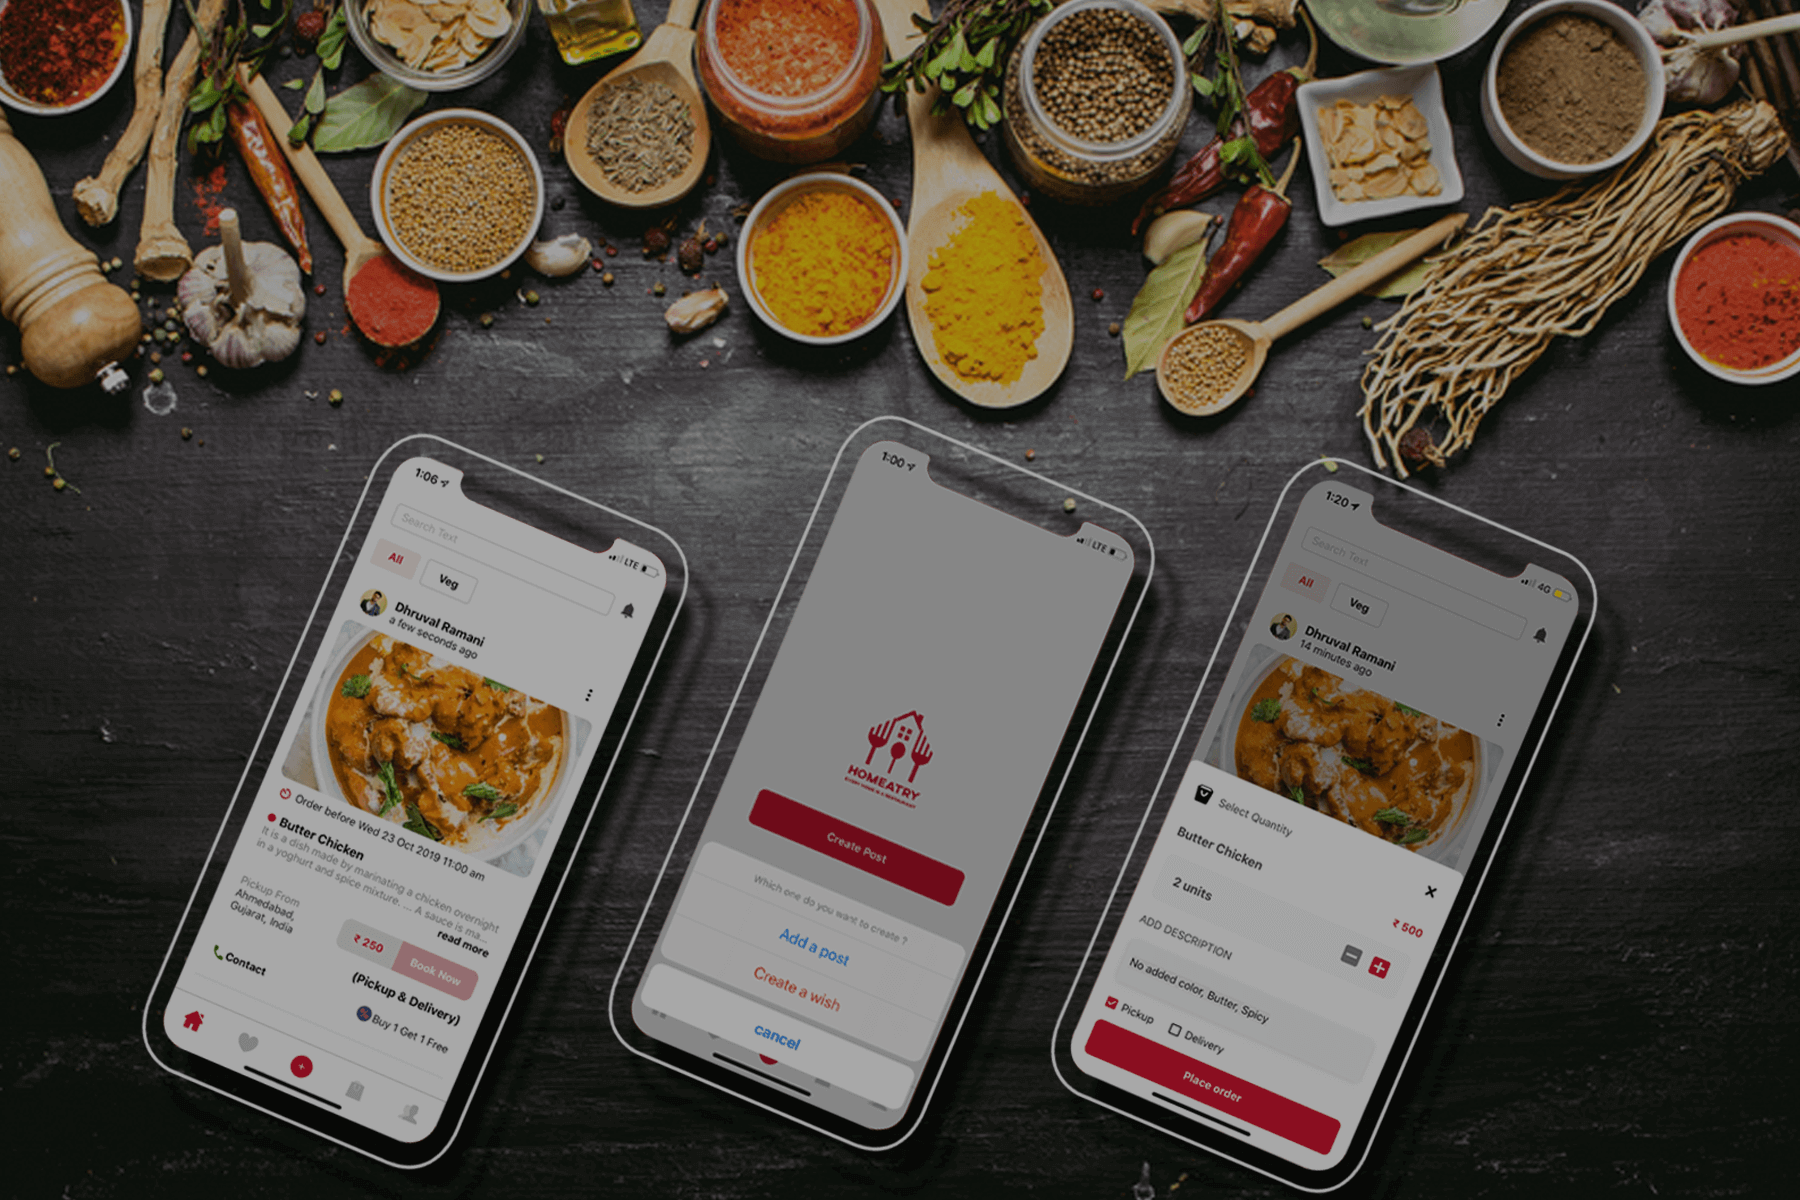 1:06
LTE
Search Text
All
Veg
Dhruval Ramani
a few seconds ago
Order before Wed 23 Oct 2019 11:00 am
Butter Chicken
It is a dish made by marinating a chicken overnight
in a yoghurt and spice mixture. ... A sauce is ma...
read more
Pickup From
Ahmedabad,
Gujarat, India
₹ 250
Book Now
(Pickup & Delivery)
Contact
Buy 1 Get 1 Free
1:00
LTE
HOMEATRY
EVERY HOME IS A RESTAURANT
Create Post
Which one do you want to create ?
Add a post
Create a wish
cancel
1:20
4G
Search Text
All
Veg
Dhruval Ramani
14 minutes ago
Select Quantity
Butter Chicken
2 units
₹ 500
ADD DESCRIPTION
No added color, Butter, Spicy
Pickup
Delivery
Place order